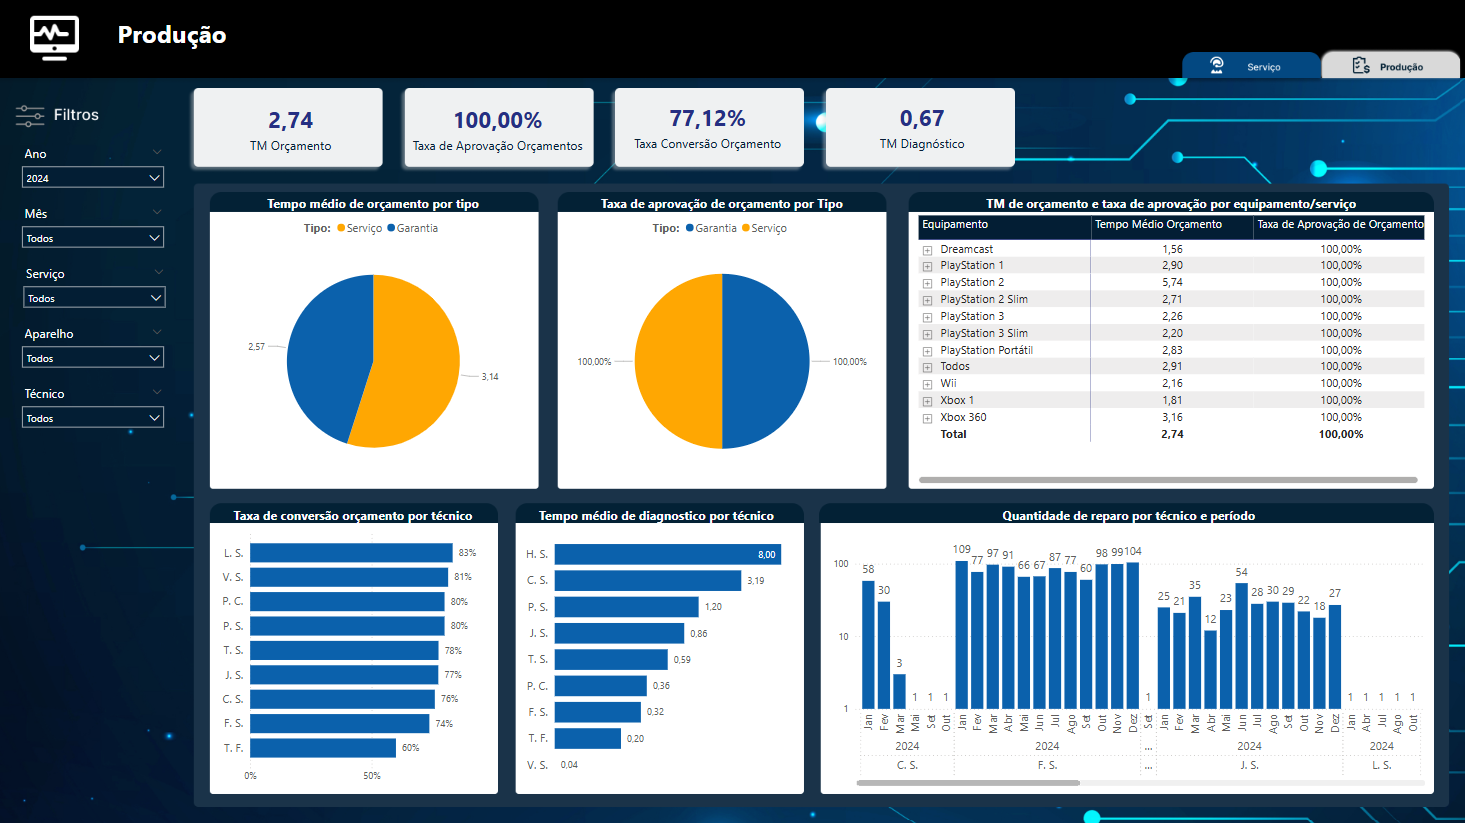 Produção
Serviço
Produção
Filtros
Ano
2024
Mês
Todos
Serviço
Todos
Aparelho
Todos
Técnico
Todos
2,74
TM Orçamento
100,00%
Taxa de Aprovação Orçamentos
77,12%
Taxa Conversão Orçamento
0,67
TM Diagnóstico
Tempo médio de orçamento por tipo
Tipo: Serviço Garantia
2,57
3,14
Taxa de aprovação de orçamento por Tipo
Tipo: Garantia Serviço
100,00%
100,00%
TM de orçamento e taxa de aprovação por equipamento/serviço
Equipamento Tempo Médio Orçamento Taxa de Aprovação de Orçamento
Dreamcast 1,56 100,00%
PlayStation 1 2,90 100,00%
PlayStation 2 5,74 100,00%
PlayStation 2 Slim 2,71 100,00%
PlayStation 3 2,26 100,00%
PlayStation 3 Slim 2,20 100,00%
PlayStation Portátil 2,83 100,00%
Todos 2,91 100,00%
Wii 2,16 100,00%
Xbox 1 1,81 100,00%
Xbox 360 3,16 100,00%
Total 2,74 100,00%
Taxa de conversão orçamento por técnico
L. S. 83%
V. S. 81%
P. C. 80%
P. S. 80%
T. S. 78%
J. S. 77%
C. S. 76%
F. S. 74%
T. F. 60%
0% 50%
Tempo médio de diagnostico por técnico
H. S. 8,00
C. S. 3,19
P. S. 1,20
J. S. 0,86
T. S. 0,59
P. C. 0,36
F. S. 0,32
T. F. 0,20
V. S. 0,04
Quantidade de reparo por técnico e período
100
10
1
58 30 3 1 1 1 109 77 97 91 66 67 87 77 60 98 99 104 1 25 21 35 12 23 54 28 30 29 22 18 27 1 1 1 1 1
Jan Fev Mar Mai Set Out Jan Fev Mar Abr Mai Jun Jul Ago Set Out Nov Dez Set Jan Fev Mar Abr Mai Jun Jul Ago Set Out Nov Dez Jan Abr Jul Ago Out
2024 2024 ... 2024 2024
C. S. F. S. ... J. S. L. S.